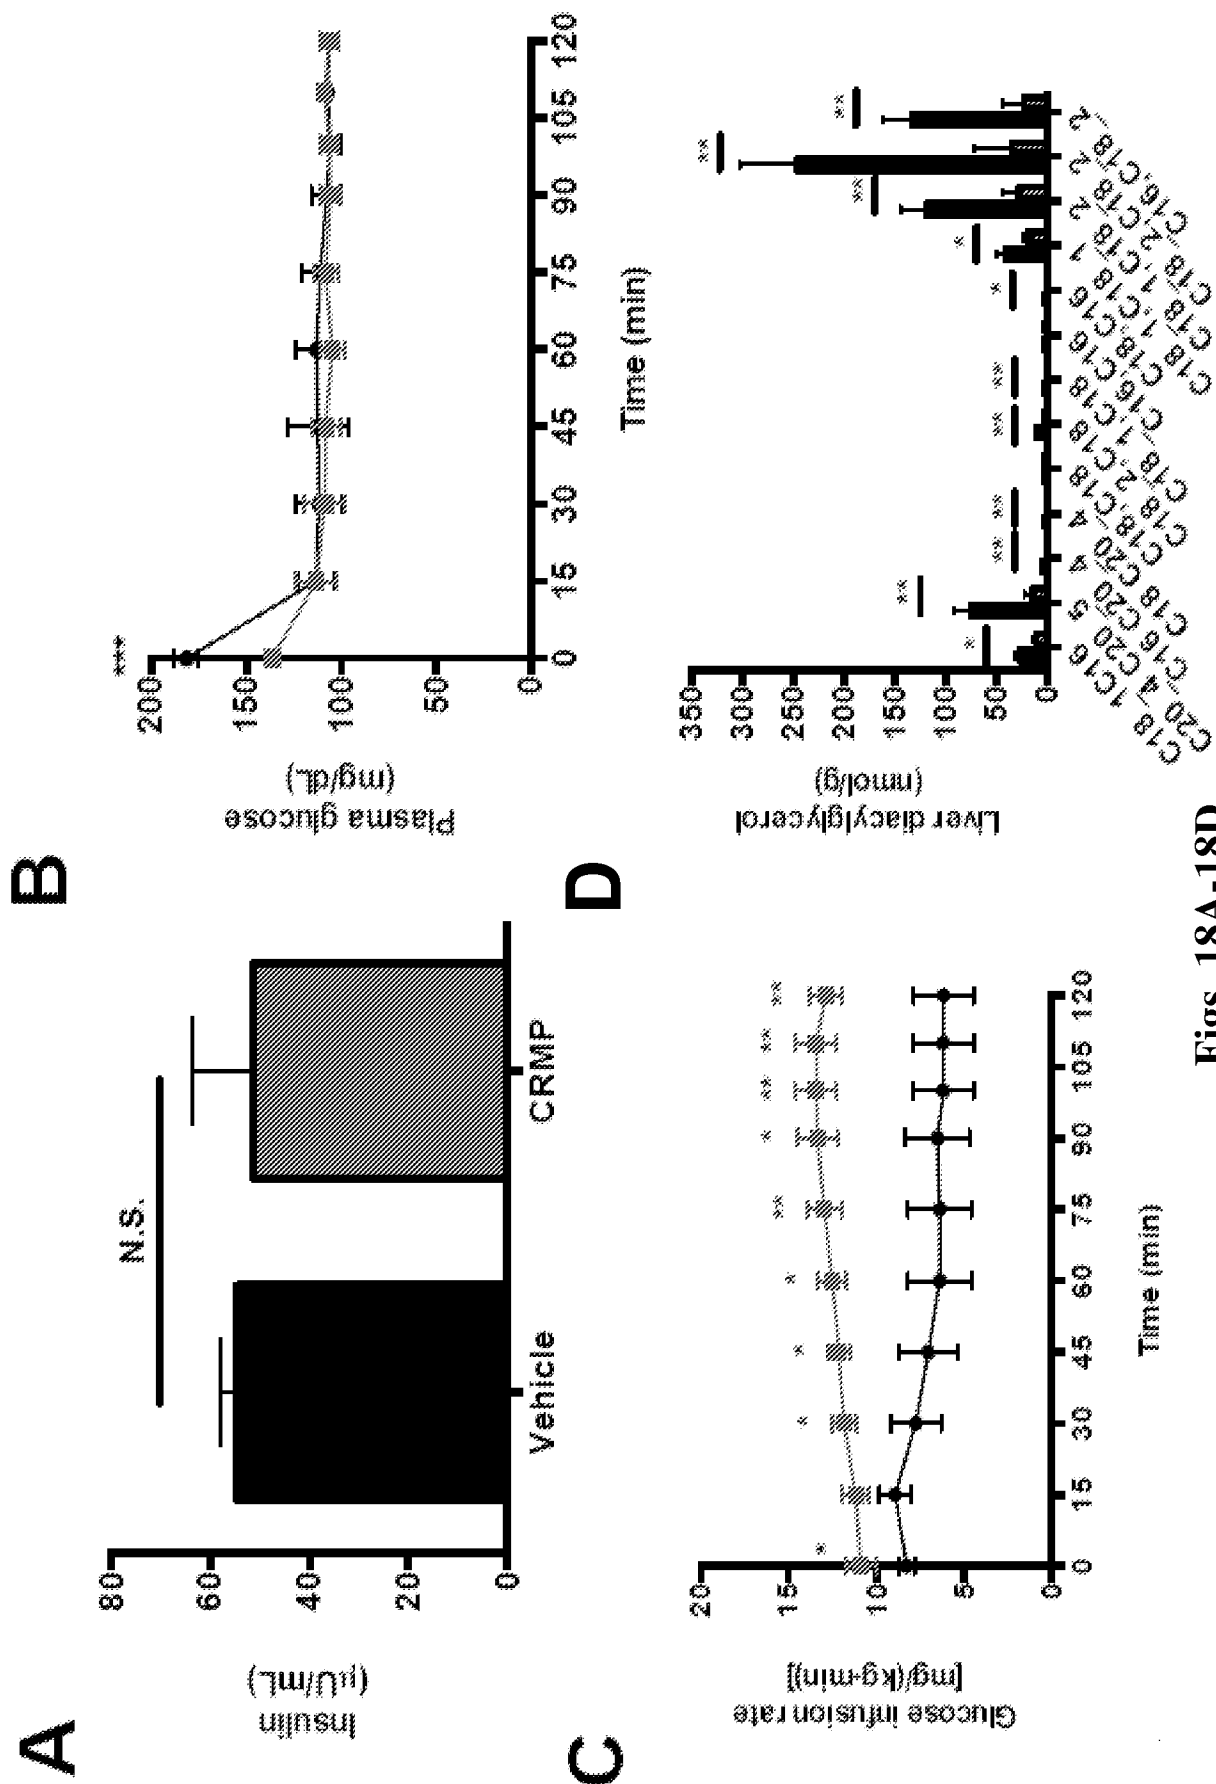 A
Insulin
(µU/mL)
80
60
40
20
0
N.S.
Vehicle
CRMP
B
Plasma glucose
(mg/dL)
200
150
100
50
0
***
0 15 30 45 60 75 90 105 120
Time (min)
C
Glucose infusion rate
[mg/(kg-min)]
20
15
10
5
0
* * * * ** * ** ** **
0 15 30 45 60 75 90 105 120
Time (min)
D
Liver diacylglycerol
(nmol/g)
350
300
250
200
150
100
50
0
* ** ** ** ** ** * * ** ** **
Figs. 18A-18D